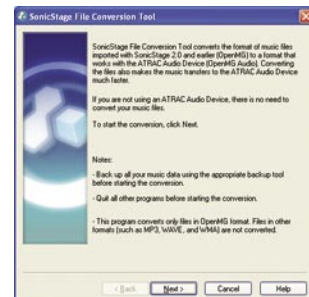 SonicStage File Conversion Tool
SonicStage File Conversion Tool converts the format of music files
imported with SonicStage 2.0 and earlier (OpenMG) to a format that
works with the ATRAC Audio Device (OpenMG Audio). Converting
the files also makes the music transfers to the ATRAC Audio Device
much faster.
If you are not using an ATRAC Audio Device, there is no need to
convert your music files.
To start the conversion, click Next.
Notes:
- Back up all your music data using the appropriate backup tool
before starting the conversion.
- Quit all other programs before starting the conversion.
- This program converts only files in OpenMG format. Files in other
formats (such as MP3, WAVE, and WMA) are not converted.
< Back
Next >
Cancel
Help